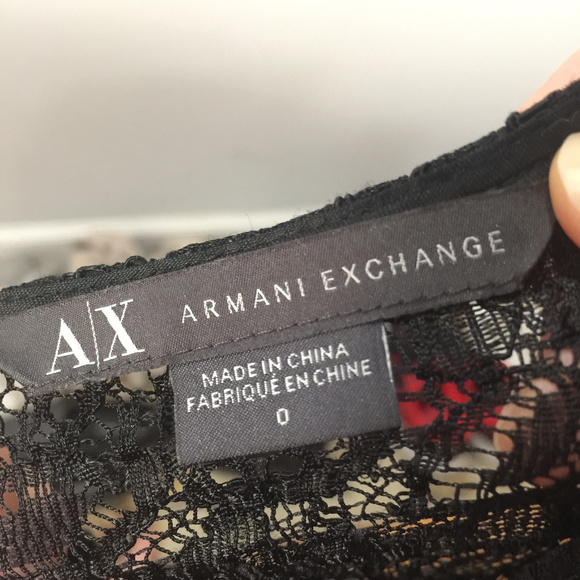 A|X ARMANI EXCHANGE
MADE IN CHINA
FABRIQUÉ EN CHINE
0